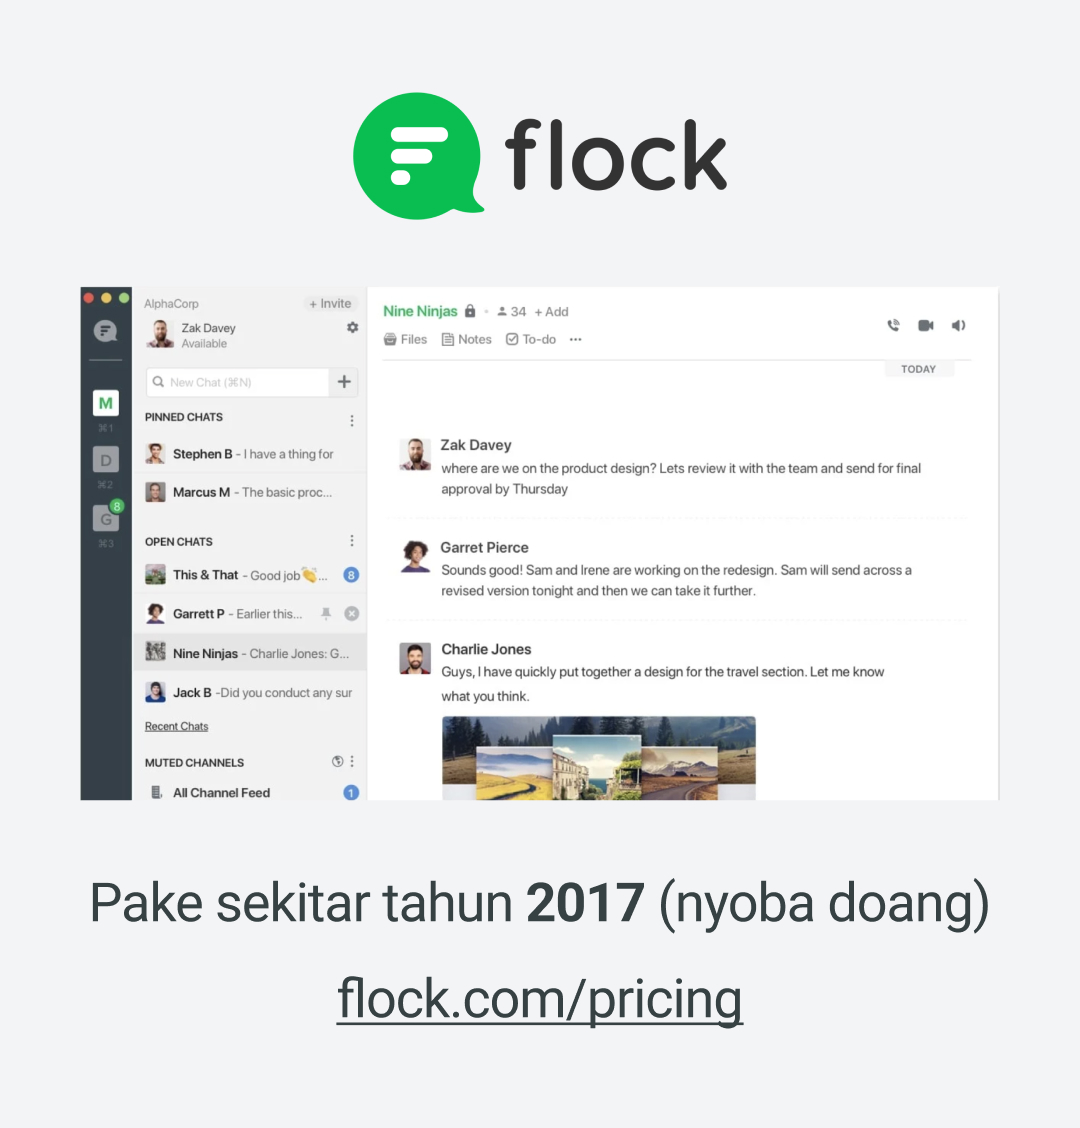 flock
AlphaCorp
+ Invite
Zak Davey
Available
New Chat (⌘N)
+
PINNED CHATS
Stephen B - I have a thing for
Marcus M - The basic proc...
OPEN CHATS
This & That - Good job👏...
8
Garrett P - Earlier this...
Nine Ninjas - Charlie Jones: G...
Jack B -Did you conduct any sur
Recent Chats
MUTED CHANNELS
All Channel Feed
1
M
⌘1
D
⌘2
8
G
⌘3
Nine Ninjas
34
+ Add
Files
Notes
To-do
...
TODAY
Zak Davey
where are we on the product design? Lets review it with the team and send for final
approval by Thursday
Garret Pierce
Sounds good! Sam and Irene are working on the redesign. Sam will send across a
revised version tonight and then we can take it further.
Charlie Jones
Guys, I have quickly put together a design for the travel section. Let me know
what you think.
Pake sekitar tahun 2017 (nyoba doang)
flock.com/pricing